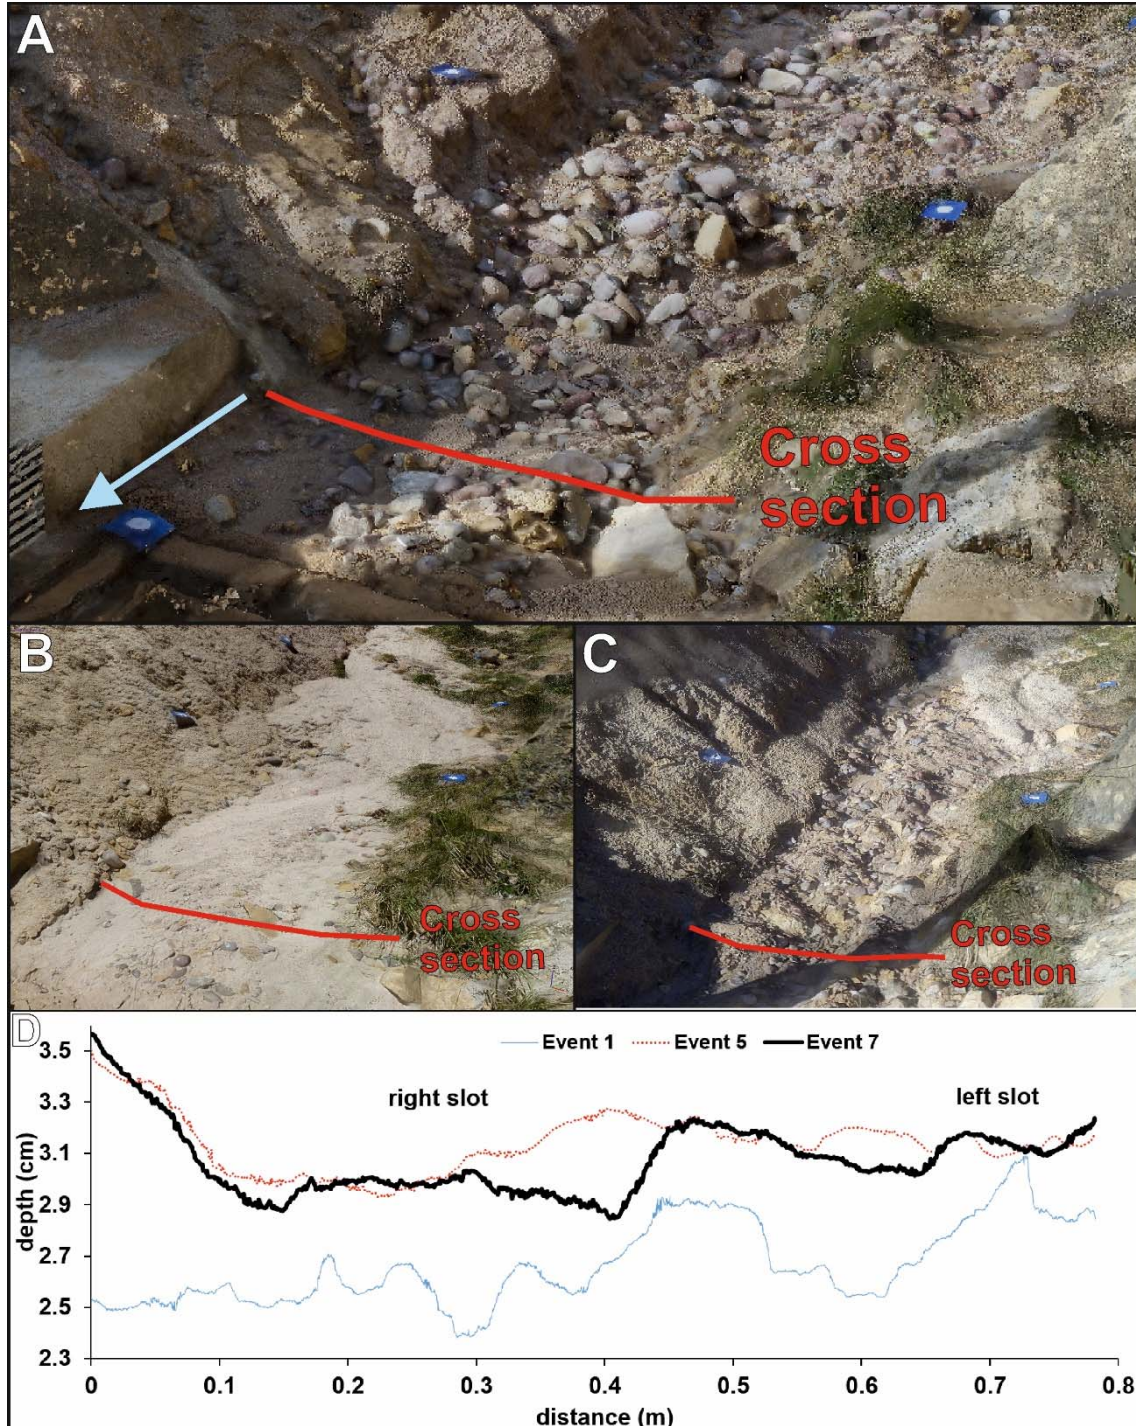 A
Cross
section
B
Cross
section
C
Cross
section
D
Event 1 Event 5 Event 7
right slot
left slot
depth (cm)
3.5
3.3
3.1
2.9
2.7
2.5
2.3
0 0.1 0.2 0.3 0.4 0.5 0.6 0.7 0.8
distance (m)